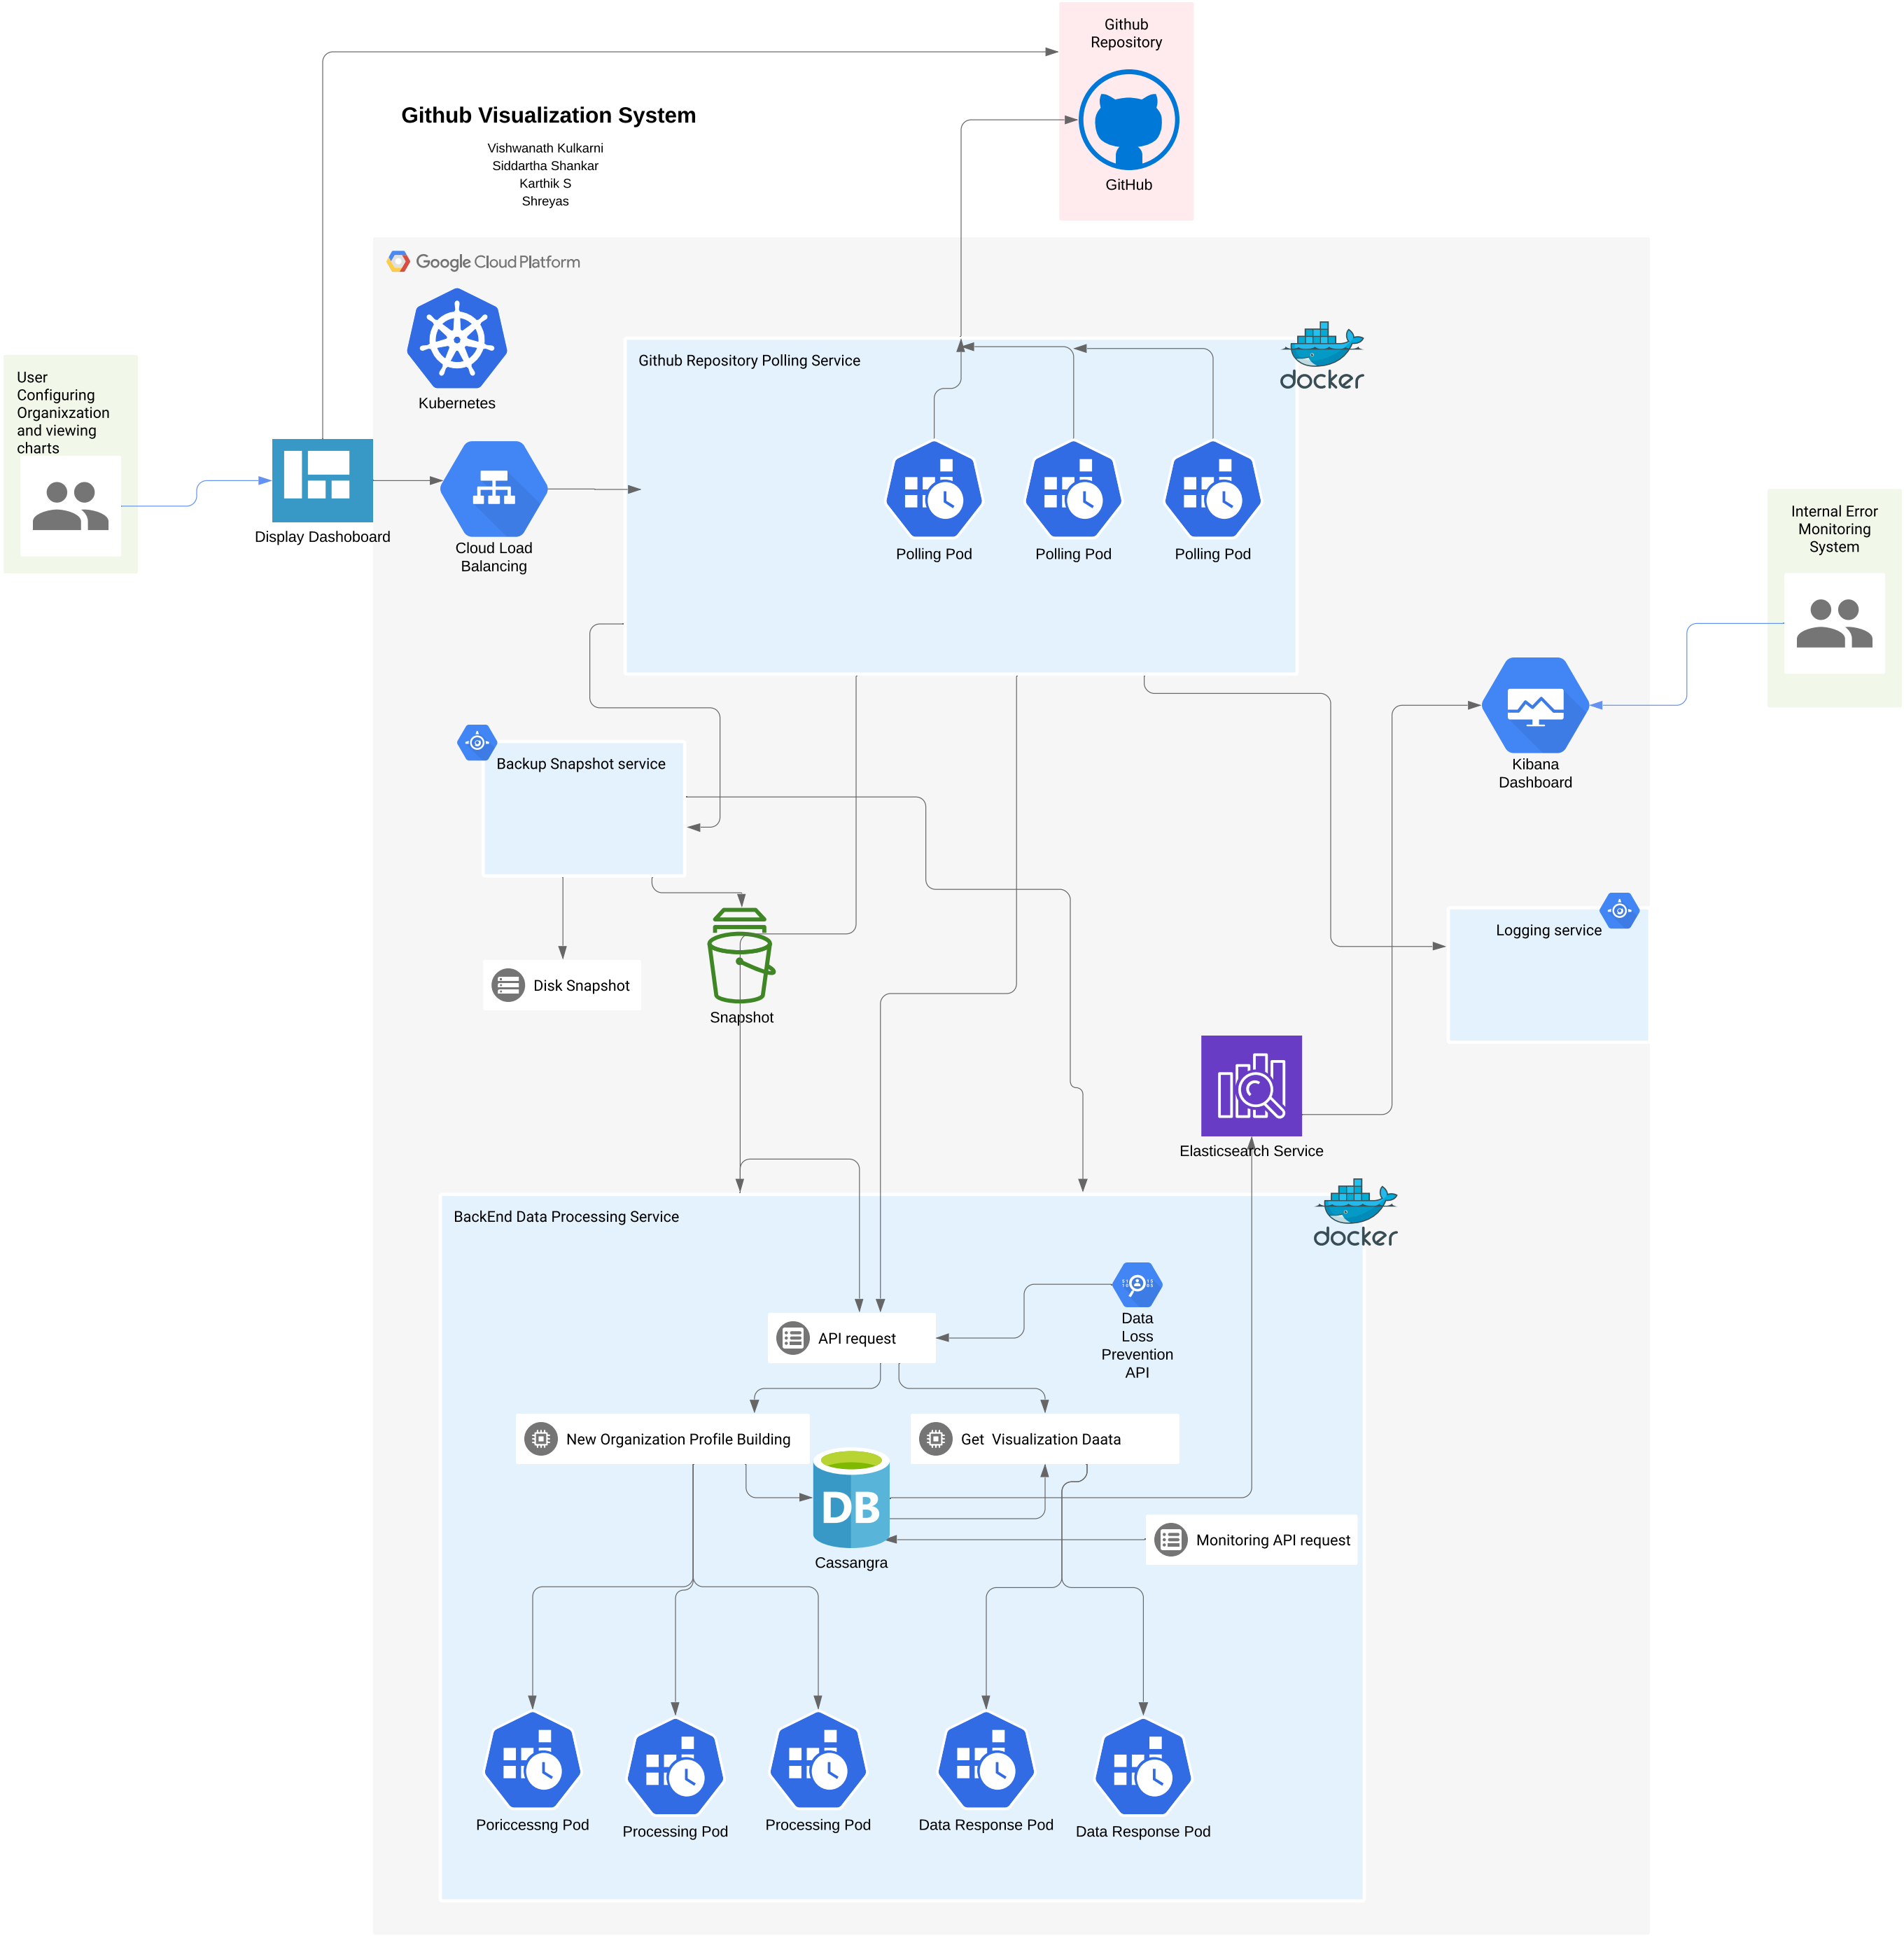 Github
Repository
GitHub
Github Visualization System
Vishwanath Kulkarni
Siddartha Shankar
Karthik S
Shreyas
Google Cloud Platform
Kubernetes
Github Repository Polling Service
docker
User
Configuring
Organixzation
and viewing
charts
Display Dashoboard
Cloud Load
Balancing
Polling Pod
Polling Pod
Polling Pod
Internal Error
Monitoring
System
Kibana
Dashboard
Backup Snapshot service
Logging service
Disk Snapshot
Snapshot
Elasticsearch Service
BackEnd Data Processing Service
docker
Data
Loss
Prevention
API
API request
New Organization Profile Building
Get  Visualization Daata
DB
Cassangra
Monitoring API request
Poriccessng Pod
Processing Pod
Processing Pod
Data Response Pod
Data Response Pod